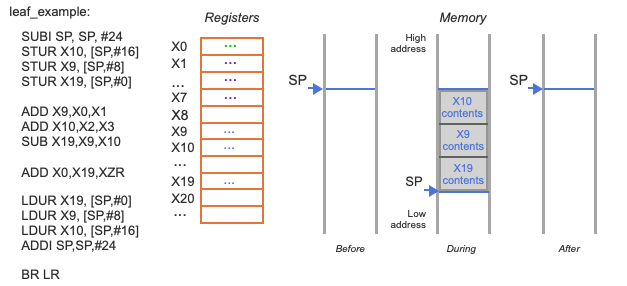 leaf_example:
SUBI SP, SP, #24
STUR X10, [SP,#16]
STUR X9, [SP,#8]
STUR X19, [SP,#0]
ADD X9,X0,X1
ADD X10,X2,X3
SUB X19,X9,X10
ADD X0,X19,XZR
LDUR X19, [SP,#0]
LDUR X9, [SP,#8]
LDUR X10, [SP,#16]
ADDI SP,SP,#24
BR LR
Registers
X0 ...
X1 ...
... ...
X7 ...
X8
X9 ...
X10 ...
...
X19 ...
X20
...
Memory
High
address
SP
SP
X10
contents
X9
contents
X19
contents
SP
Low
address
Before
During
After